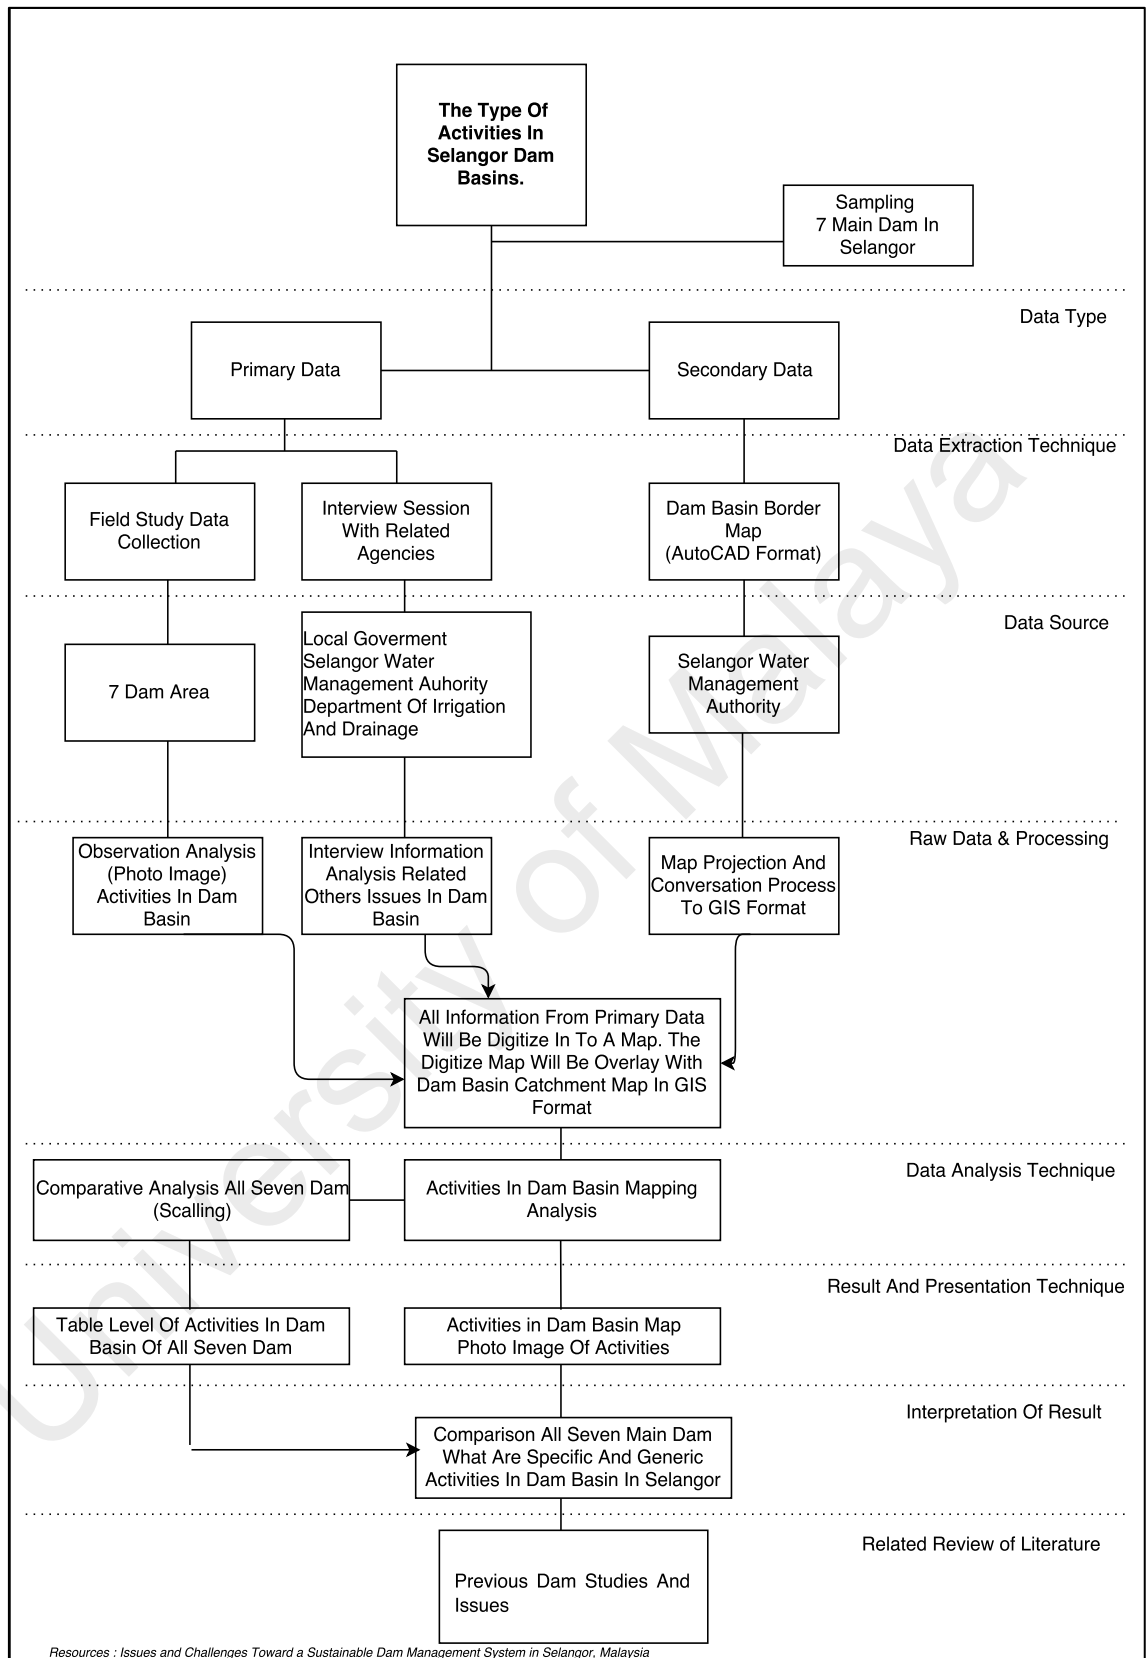 The Type Of
Activities In
Selangor Dam
Basins.
Sampling
7 Main Dam In
Selangor
Data Type
Primary Data
Secondary Data
Data Extraction Technique
Field Study Data
Collection
Interview Session
With Related
Agencies
Dam Basin Border
Map
(AutoCAD Format)
Data Source
7 Dam Area
Local Goverment
Selangor Water
Management Auhority
Department Of Irrigation
And Drainage
Selangor Water
Management
Authority
Raw Data & Processing
Observation Analysis
(Photo Image)
Activities In Dam
Basin
Interview Information
Analysis Related
Others Issues In Dam
Basin
Map Projection And
Conversation Process
To GIS Format
All Information From Primary Data
Will Be Digitize In To A Map. The
Digitize Map Will Be Overlay With
Dam Basin Catchment Map In GIS
Format
Data Analysis Technique
Comparative Analysis All Seven Dam
(Scalling)
Activities In Dam Basin Mapping
Analysis
Result And Presentation Technique
Table Level Of Activities In Dam
Basin Of All Seven Dam
Activities in Dam Basin Map
Photo Image Of Activities
Interpretation Of Result
Comparison All Seven Main Dam
What Are Specific And Generic
Activities In Dam Basin In Selangor
Related Review of Literature
Previous Dam Studies And
Issues
Resources : Issues and Challenges Toward a Sustainable Dam Management System in Selangor, Malaysia
University of Malaya